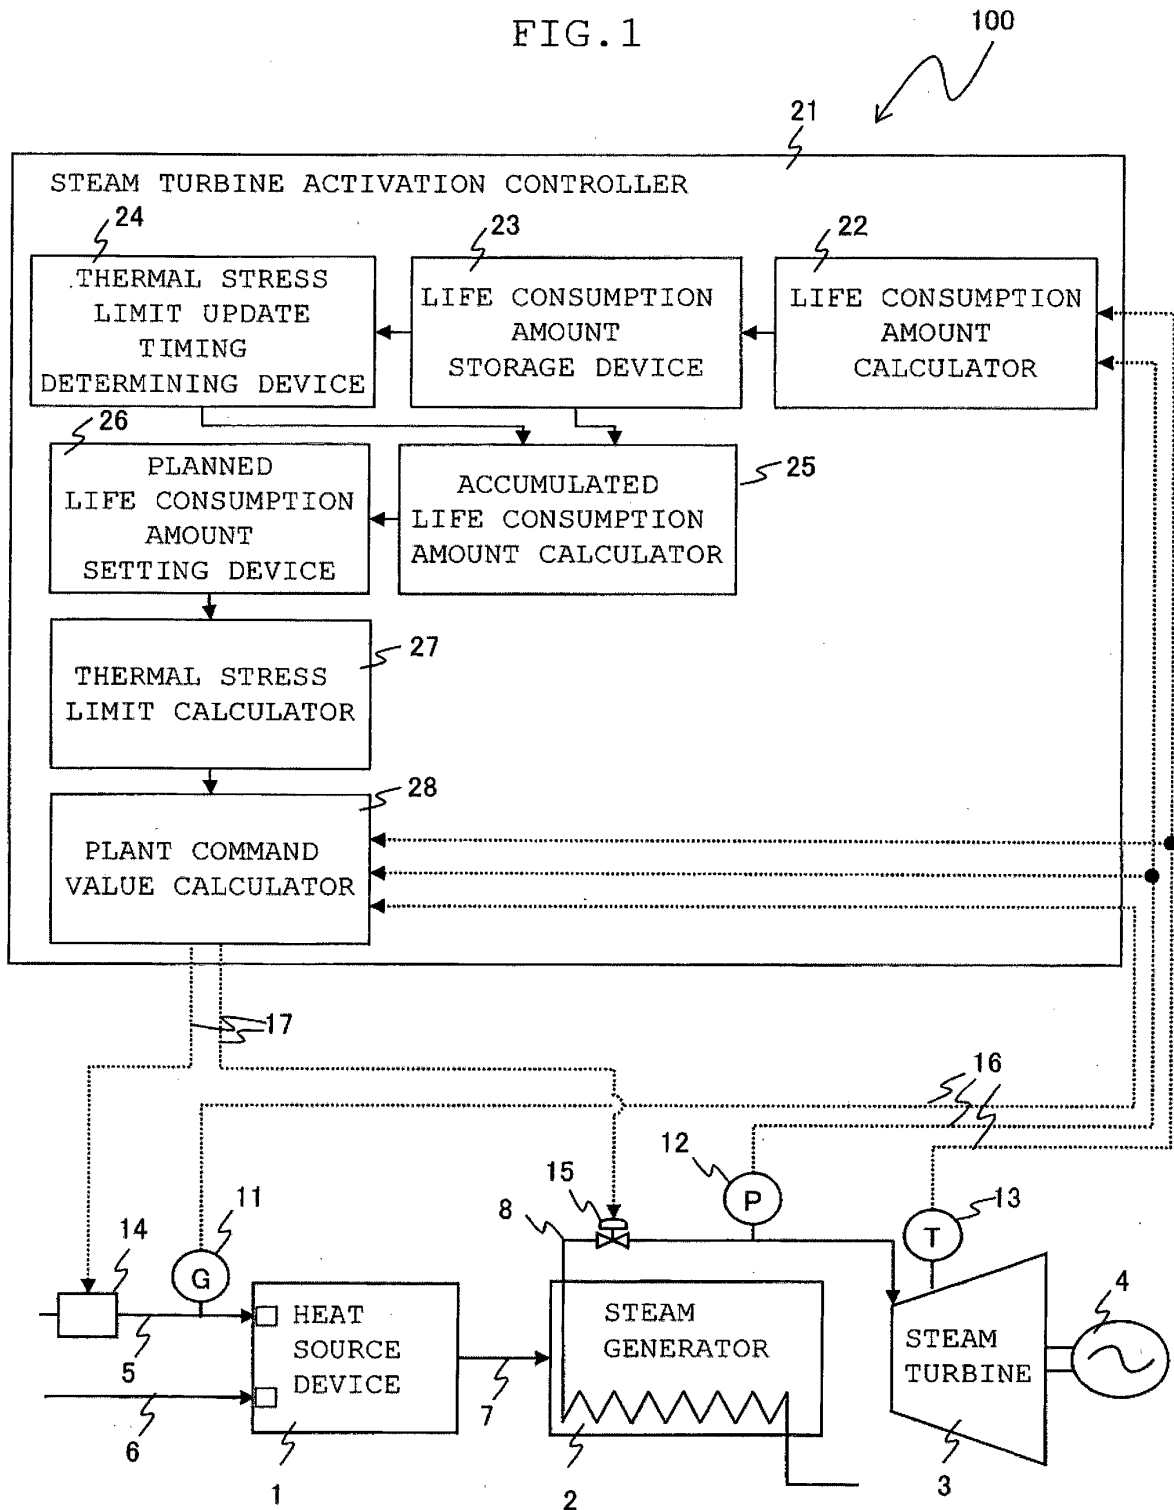 FIG.1
100
21
STEAM TURBINE ACTIVATION CONTROLLER
24
23
22
THERMAL STRESS
LIMIT UPDATE
TIMING
DETERMINING DEVICE
LIFE CONSUMPTION
AMOUNT
STORAGE DEVICE
LIFE CONSUMPTION
AMOUNT
CALCULATOR
26
PLANNED
LIFE CONSUMPTION
AMOUNT
SETTING DEVICE
ACCUMULATED
LIFE CONSUMPTION
AMOUNT CALCULATOR
25
27
THERMAL STRESS
LIMIT CALCULATOR
28
PLANT COMMAND
VALUE CALCULATOR
17
16
12
P
15
13
T
8
11
G
14
4
HEAT
SOURCE
DEVICE
STEAM
GENERATOR
STEAM
TURBINE
5
7
6
1
2
3